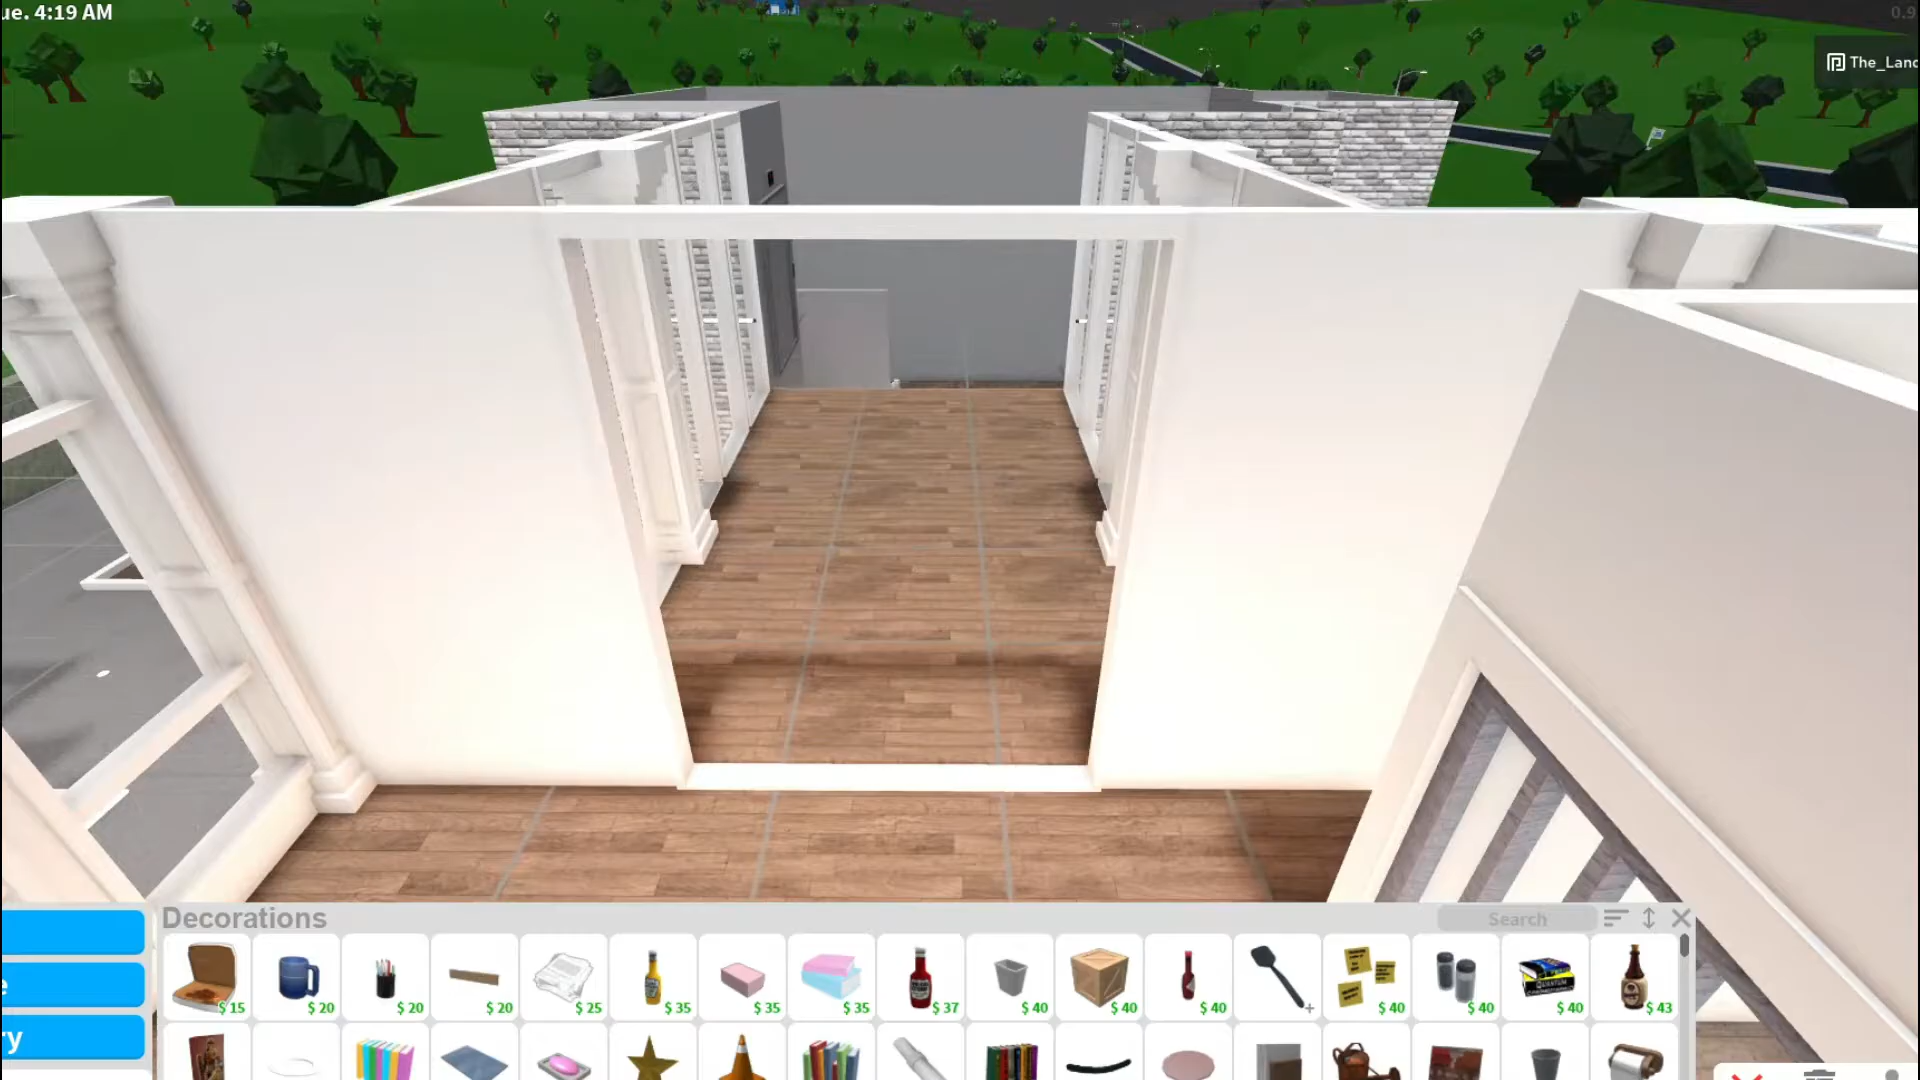 ue. 4:19 AM
0.9
The_Lanc
Decorations
Search
e
ry
$ 15
$ 20
$ 20
$ 20
$ 25
$ 35
$ 35
$ 35
$ 37
$ 40
$ 40
$ 40
$ 40
$ 40
$ 40
$ 43